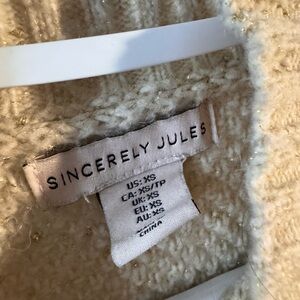 SINCERELY JULES
US: XS
CA: XS/TP
UK: XS
EU: XS
AU: XS
CHINA